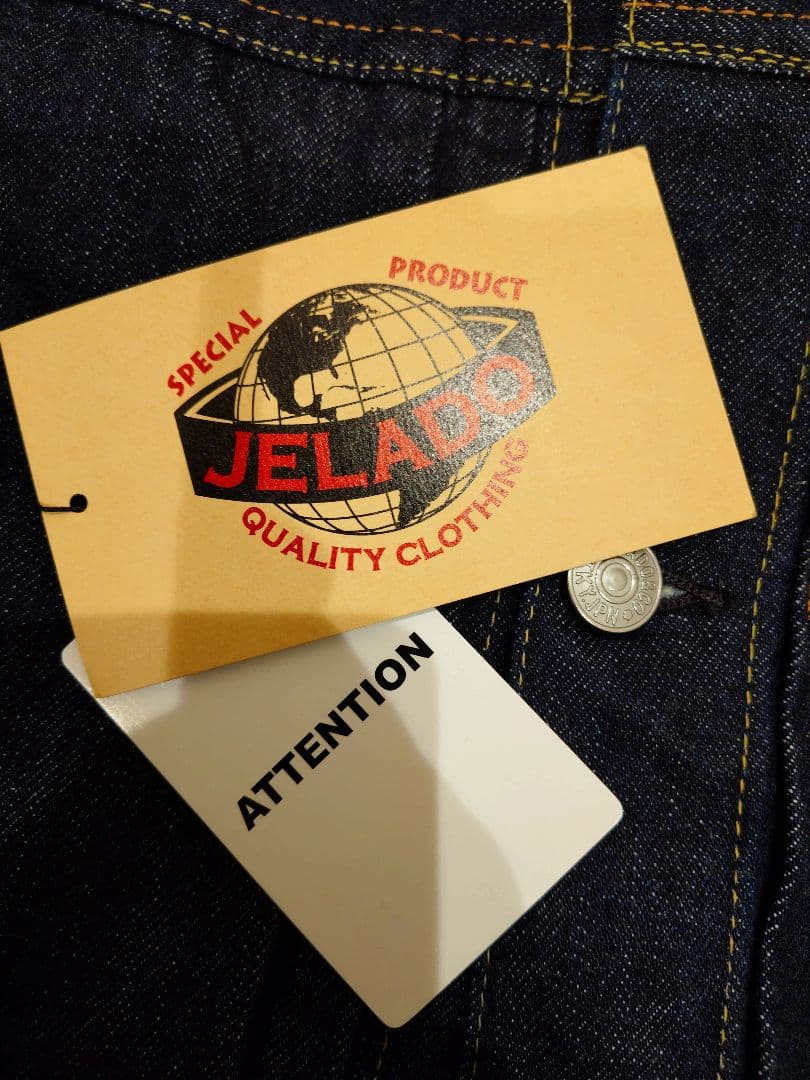 SPECIAL PRODUCT
JELADO
QUALITY CLOTHING
ATTENTION